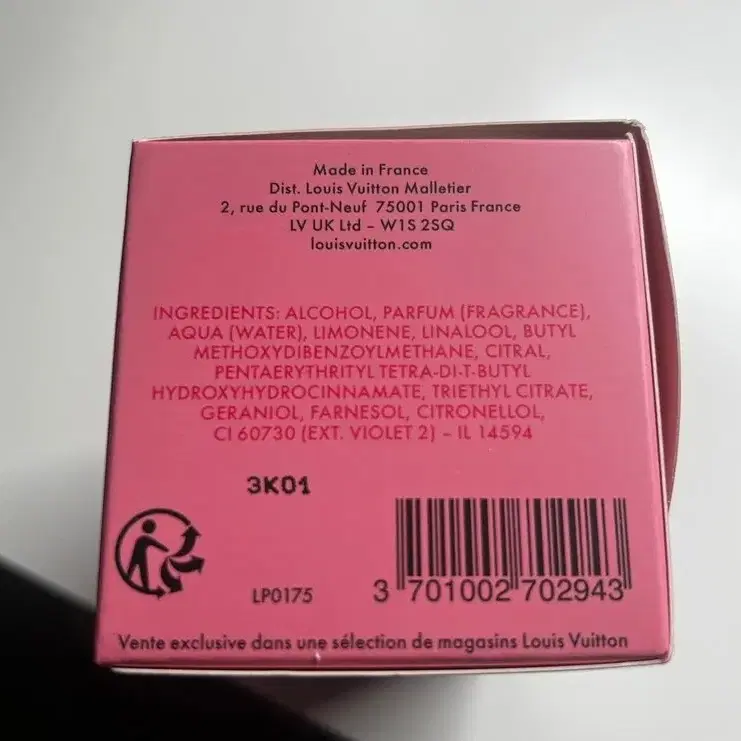 Made in France
Dist. Louis Vuitton Malletier
2, rue du Pont-Neuf 75001 Paris France
LV UK Ltd – W1S 2SQ
louisvuitton.com
INGREDIENTS: ALCOHOL, PARFUM (FRAGRANCE),
AQUA (WATER), LIMONENE, LINALOOL, BUTYL
METHOXYDIBENZOYLMETHANE, CITRAL,
PENTAERYTHRITYL TETRA-DI-T-BUTYL
HYDROXYHYDROCINNAMATE, TRIETHYL CITRATE,
GERANIOL, FARNESOL, CITRONELLOL,
CI 60730 (EXT. VIOLET 2) – IL 14594
3K01
LP0175
3 701002 702943
Vente exclusive dans une sélection de magasins Louis Vuitton